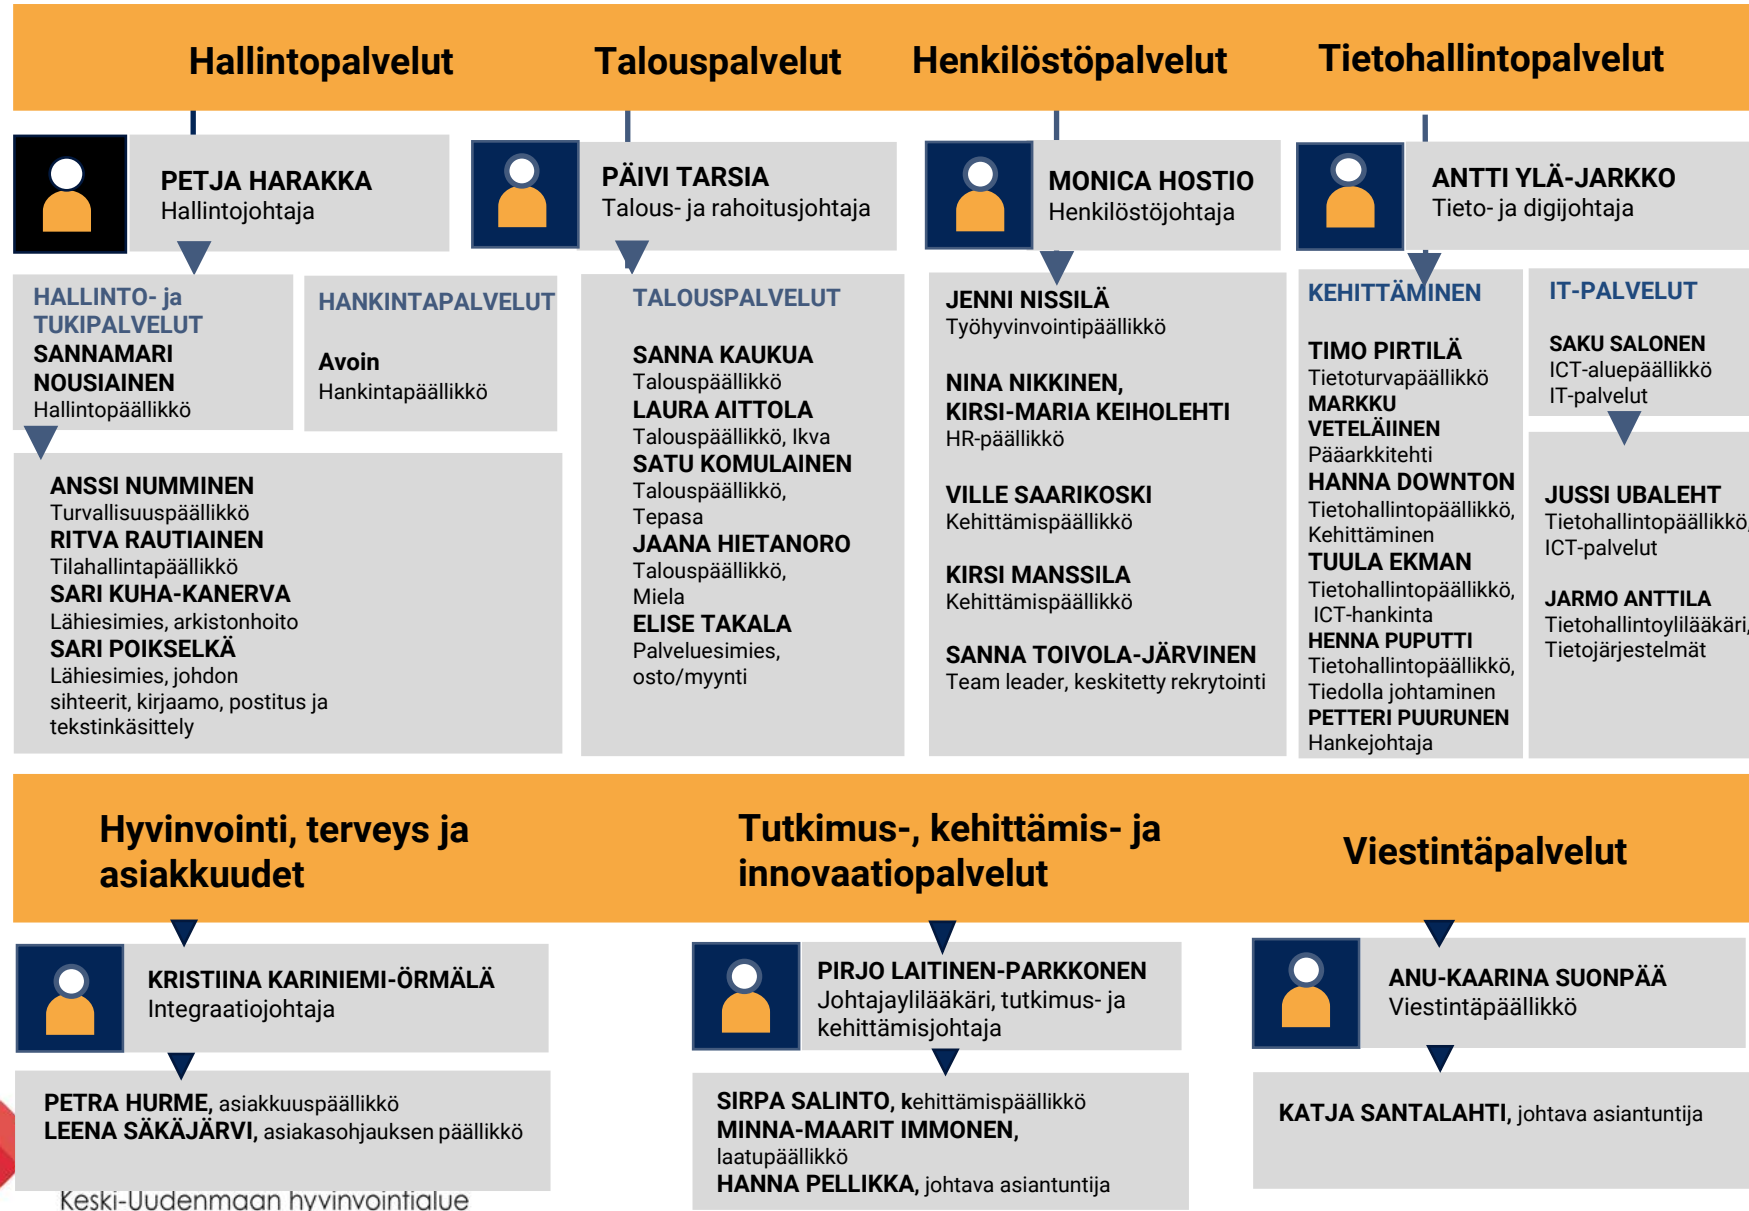 Hallintopalvelut
Talouspalvelut
Henkilöstöpalvelut
Tietohallintopalvelut
PETJA HARAKKA
Hallintojohtaja
PÄIVI TARSIA
Talous- ja rahoitusjohtaja
MONICA HOSTIO
Henkilöstöjohtaja
ANTTI YLÄ-JARKKO
Tieto- ja digijohtaja
HALLINTO- ja
TUKIPALVELUT
SANNAMARI
NOUSIAINEN
Hallintopäällikkö
HANKINTAPALVELUT
Avoin
Hankintapäällikkö
ANSSI NUMMINEN
Turvallisuuspäällikkö
RITVA RAUTIAINEN
Tilahallintapäällikkö
SARI KUHA-KANERVA
Lähiesimies, arkistonhoito
SARI POIKSELKÄ
Lähiesimies, johdon
sihteerit, kirjaamo, postitus ja
tekstinkäsittely
TALOUSPALVELUT
SANNA KAUKUA
Talouspäällikkö
LAURA AITTOLA
Talouspäällikkö, Ikva
SATU KOMULAINEN
Talouspäällikkö,
Tepasa
JAANA HIETANORO
Talouspäällikkö,
Miela
ELISE TAKALA
Palveluesimies,
osto/myynti
JENNI NISSILÄ
Työhyvinvointipäällikkö
NINA NIKKINEN,
KIRSI-MARIA KEIHOLEHTI
HR-päällikkö
VILLE SAARIKOSKI
Kehittämispäällikkö
KIRSI MANSSILA
Kehittämispäällikkö
SANNA TOIVOLA-JÄRVINEN
Team leader, keskitetty rekrytointi
KEHITTÄMINEN
TIMO PIRTILÄ
Tietoturvapäällikkö
MARKKU
VETELÄINEN
Pääarkkitehti
HANNA DOWNTON
Tietohallintopäällikkö,
Kehittäminen
TUULA EKMAN
Tietohallintopäällikkö,
ICT-hankinta
HENNA PUPUTTI
Tietohallintopäällikkö,
Tiedolla johtaminen
PETTERI PUURUNEN
Hankejohtaja
IT-PALVELUT
SAKU SALONEN
ICT-aluepäällikkö
IT-palvelut
JUSSI UBALEHT
Tietohallintopäällikkö,
ICT-palvelut
JARMO ANTTILA
Tietohallintoylilääkäri,
Tietojärjestelmät
Hyvinvointi, terveys ja
asiakkuudet
Tutkimus-, kehittämis- ja
innovaatiopalvelut
Viestintäpalvelut
KRISTIINA KARINIEMI-ÖRMÄLÄ
Integraatiojohtaja
PIRJO LAITINEN-PARKKONEN
Johtajaylilääkäri, tutkimus- ja
kehittämisjohtaja
ANU-KAARINA SUONPÄÄ
Viestintäpäällikkö
PETRA HURME, asiakkuuspäällikkö
LEENA SÄKÄJÄRVI, asiakasohjauksen päällikkö
SIRPA SALINTO, kehittämispäällikkö
MINNA-MAARIT IMMONEN,
laatupäällikkö
HANNA PELLIKKA, johtava asiantuntija
KATJA SANTALAHTI, johtava asiantuntija
Keski-Uudenmaan hyvinvointialue